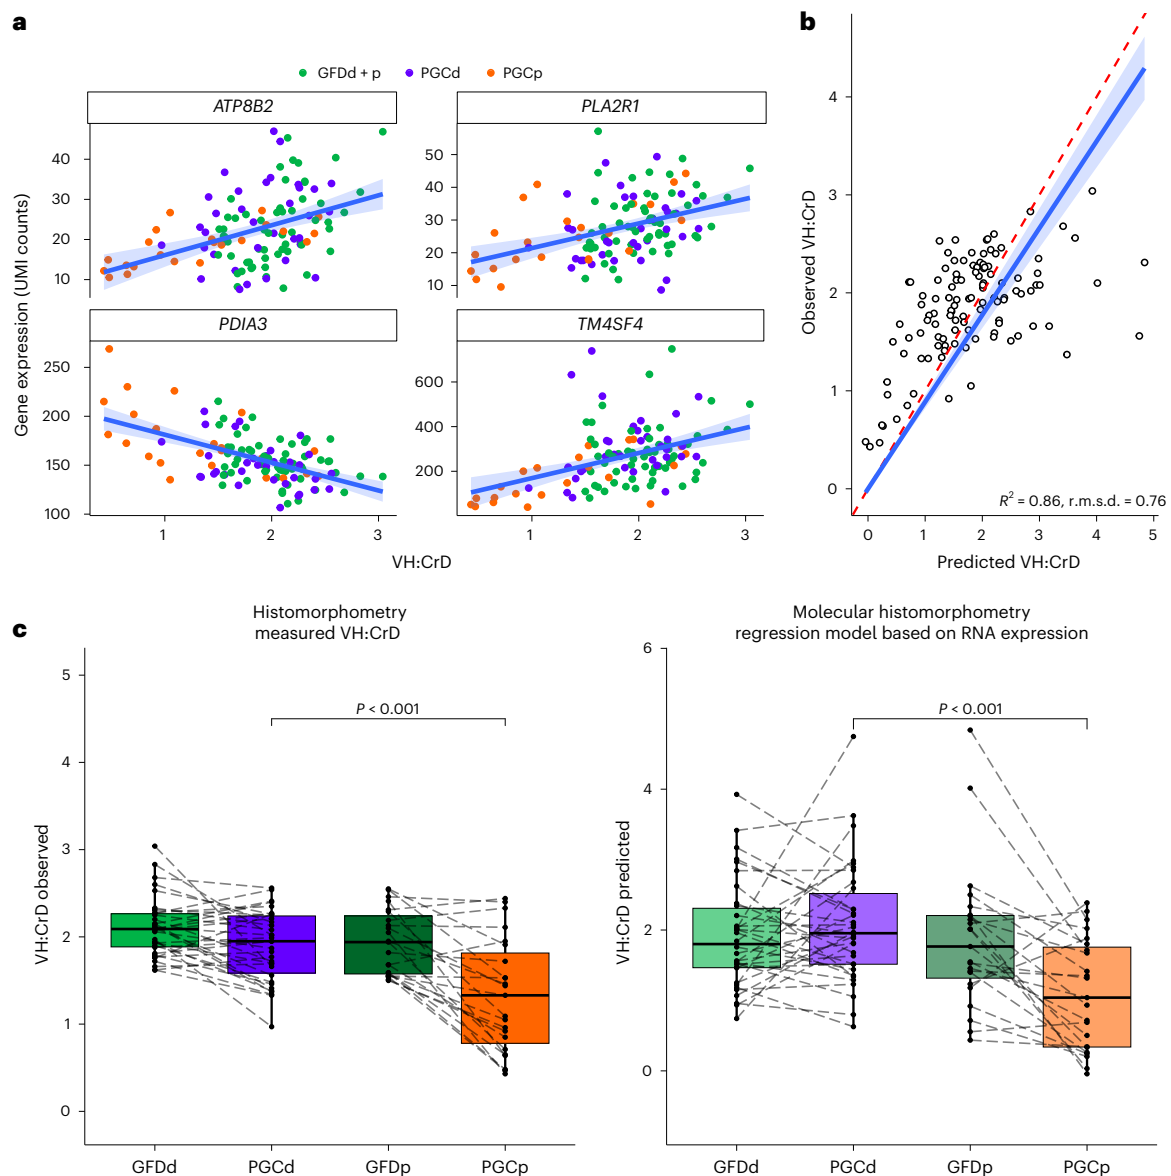 a
GFDd + p PGCd PGCp
ATP8B2 PLA2R1
40
30
20
10
50
40
30
20
10
PDIA3 TM4SF4
250
200
150
100
600
400
200
1 2 3 1 2 3
VH:CrD
Gene expression (UMI counts)
b
4
3
2
1
0
R² = 0.86, r.m.s.d. = 0.76
0 1 2 3 4 5
Predicted VH:CrD
Observed VH:CrD
c
Histomorphometry
measured VH:CrD
P < 0.001
5
4
3
2
1
0
VH:CrD observed
GFDd PGCd GFDp PGCp
Molecular histomorphometry
regression model based on RNA expression
P < 0.001
6
4
2
0
VH:CrD predicted
GFDd PGCd GFDp PGCp